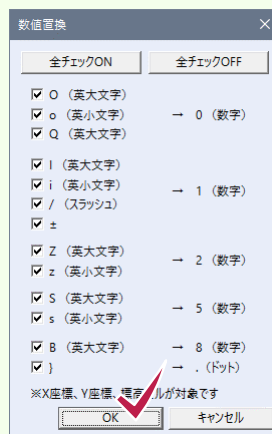 数値置換 ×
全チェックON 全チェックOFF
O （英大文字）
o （英小文字） → 0 （数字）
Q （英大文字）
I （英大文字）
i （英小文字） → 1 （数字）
/ （スラッシュ）
±
Z （英大文字） → 2 （数字）
z （英小文字）
S （英大文字） → 5 （数字）
s （英小文字）
B （英大文字） → 8 （数字）
} → . （ドット）
※X座標、Y座標、標高 ルが対象です
OK キャンセル